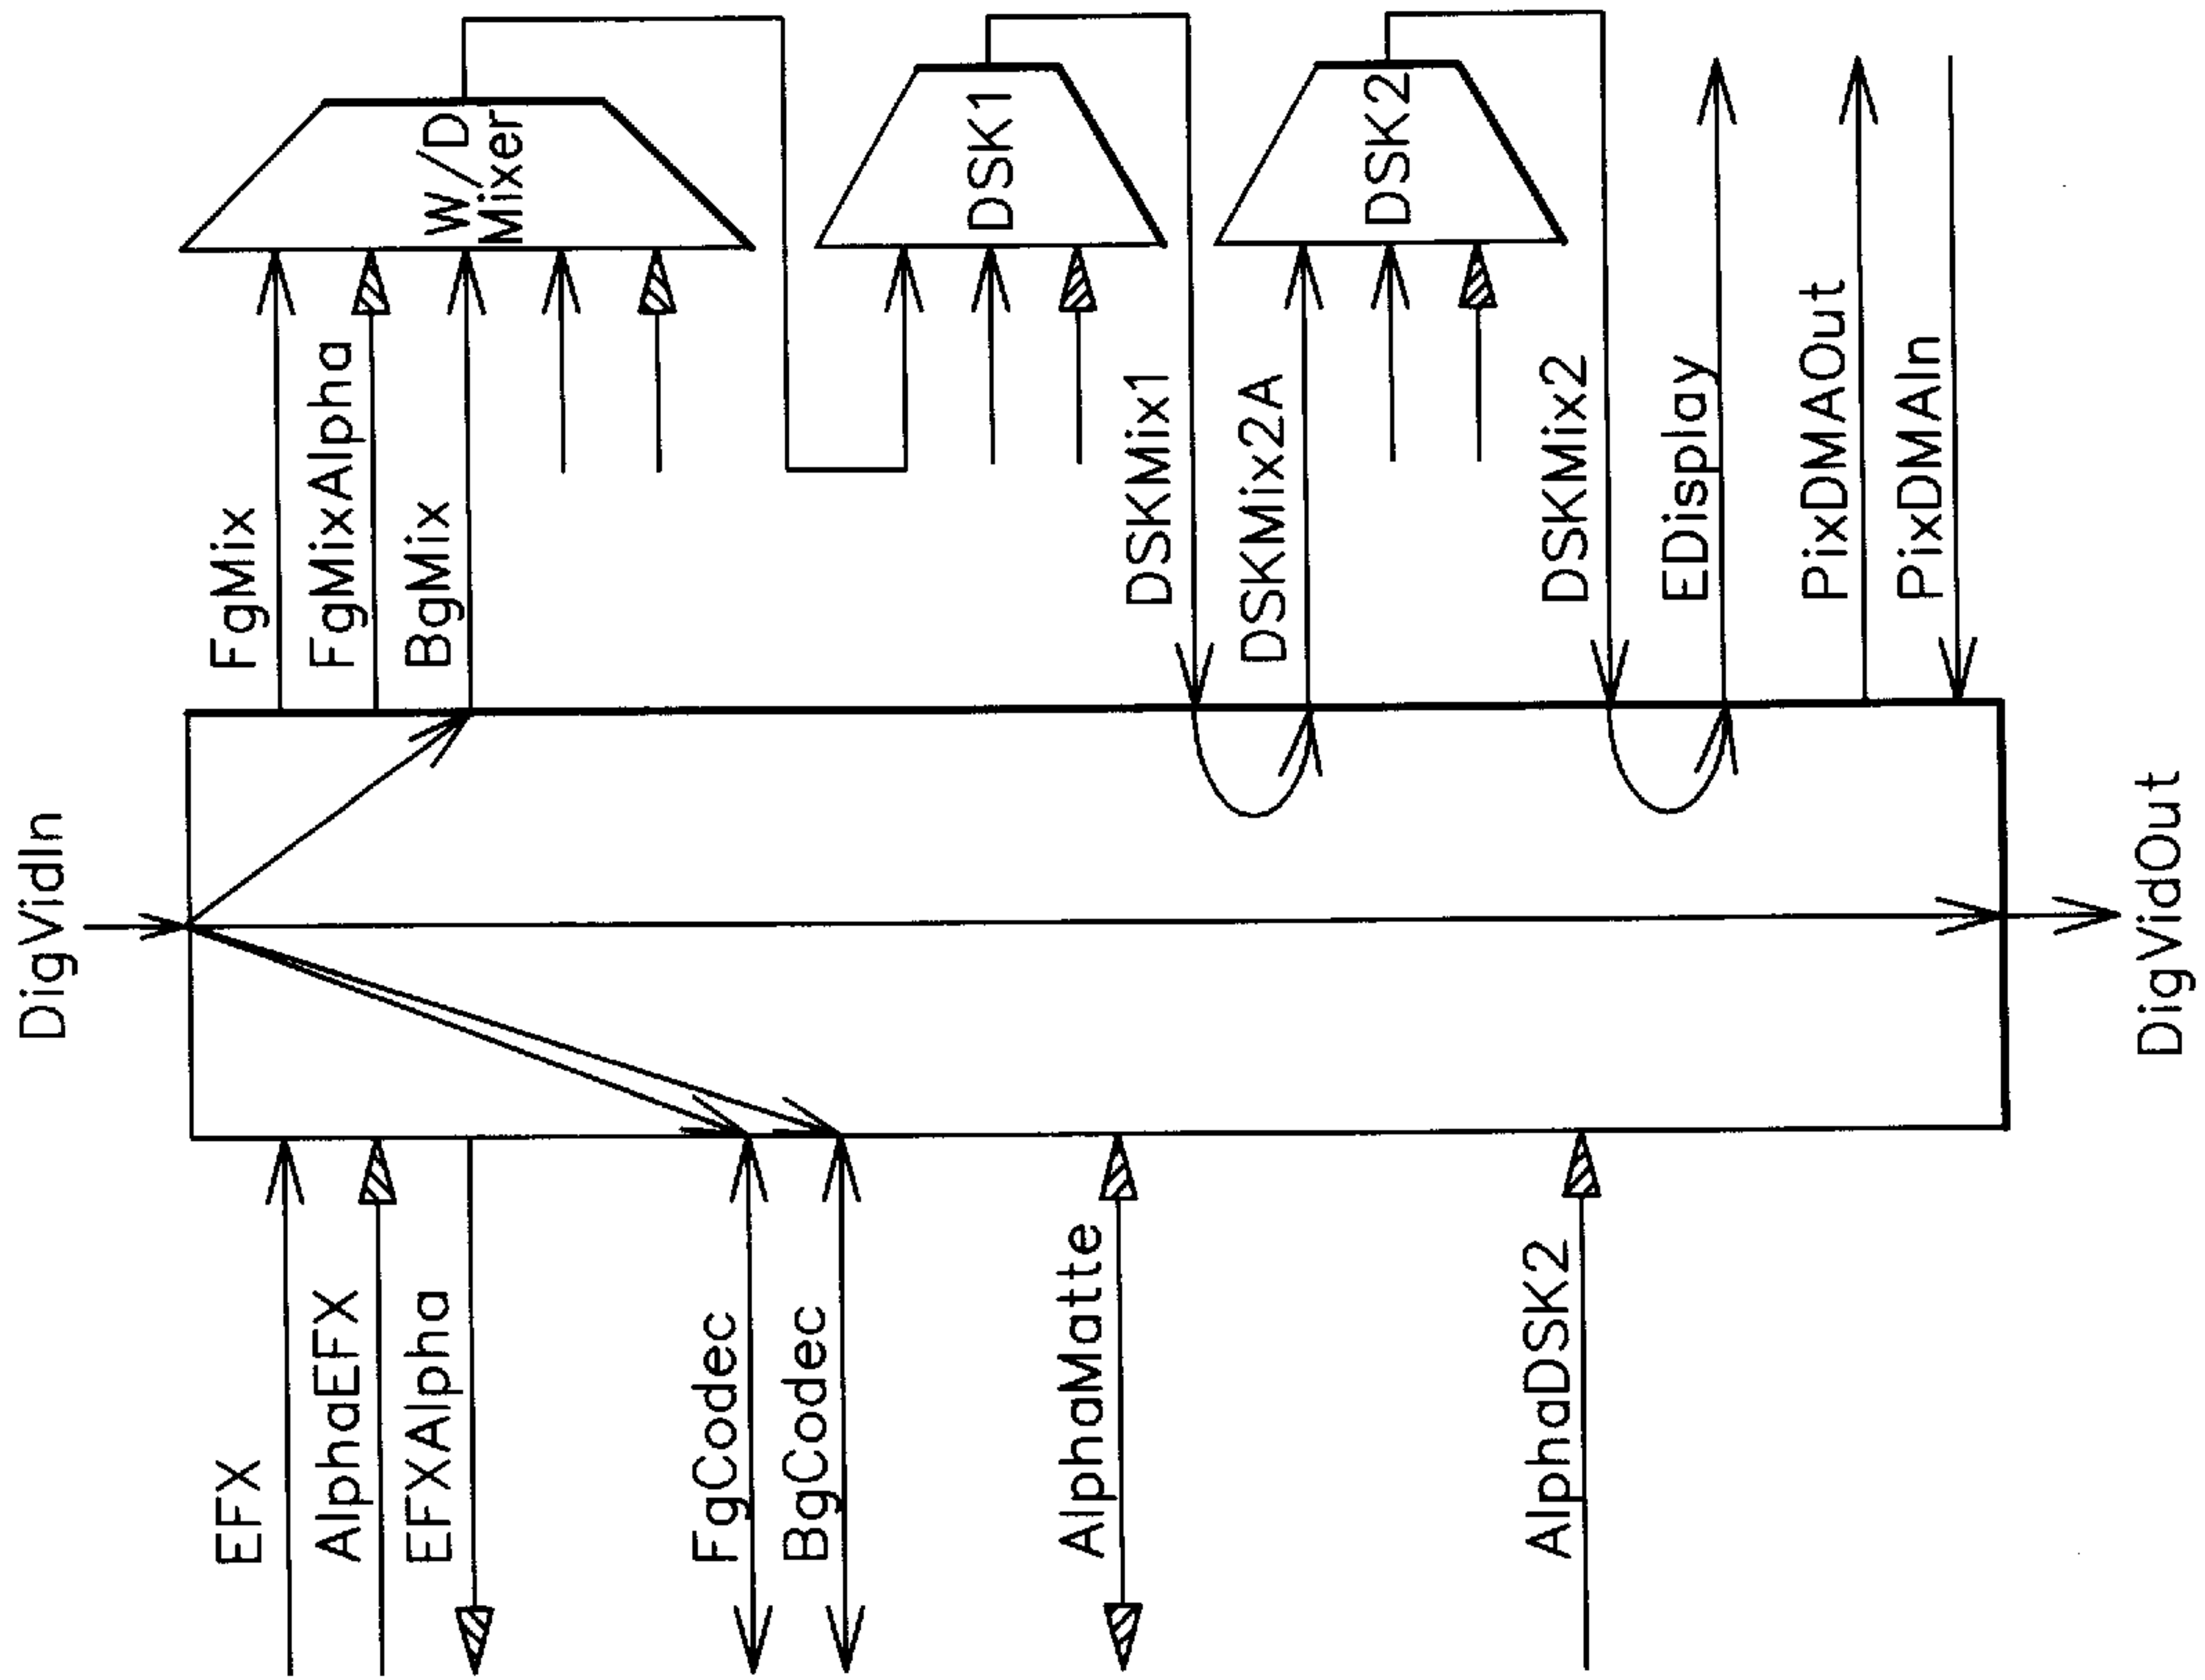 DigVidIn
FgMix
FgMixAlpha
BgMix
W/D
Mixer
DSK1
DSKMix1
DSKMix2A
DSK2
DSKMix2
EDisplay
PixDMAOut
PixDMAIn
EFX
AlphaEFX
EFXAlpha
FgCodec
BgCodec
AlphaMatte
AlphaDSK2
DigVidOut